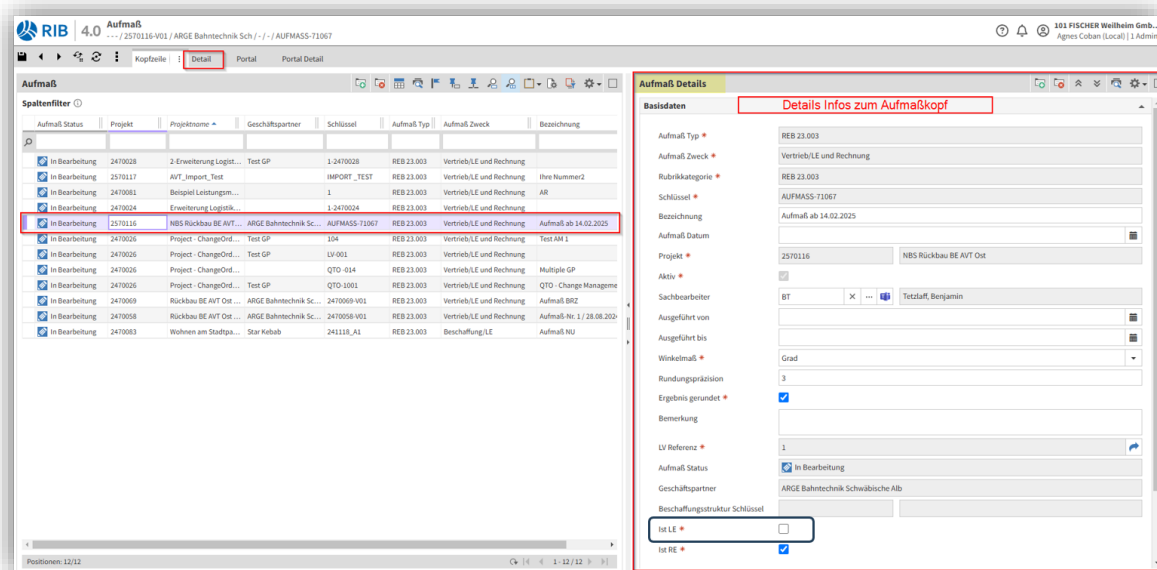 RIB 4.0 Aufmaß
- - - / 2570116-V01 / ARGE Bahntechnik Sch / - / - / AUFMASS-71067
101 FISCHER Weilheim Gmb...
Agnes Coban (Local) | 1 Admin
Kopfzeile Detail Portal Portal Detail
Aufmaß
Spaltenfilter
Aufmaß Status Projekt Projektname Geschäftspartner Schlüssel Aufmaß Typ Aufmaß Zweck Bezeichnung
In Bearbeitung 2470028 2-Erweiterung Logist... Test GP 1-2470028 REB 23.003 Vertrieb/LE und Rechnung
In Bearbeitung 2570117 AVT_Import_Test IMPORT _TEST REB 23.003 Vertrieb/LE und Rechnung Ihre Nummer2
In Bearbeitung 2470081 Beispiel Leistungsm... 1 REB 23.003 Vertrieb/LE und Rechnung AR
In Bearbeitung 2470024 Erweiterung Logistik... 1-2470024 REB 23.003 Vertrieb/LE und Rechnung
In Bearbeitung 2570116 NBS Rückbau BE AVT... ARGE Bahntechnik Sc... AUFMASS-71067 REB 23.003 Vertrieb/LE und Rechnung Aufmaß ab 14.02.2025
In Bearbeitung 2470026 Project - ChangeOrd... Test GP 104 REB 23.003 Vertrieb/LE und Rechnung Test AM 1
In Bearbeitung 2470026 Project - ChangeOrd... Test GP LV-001 REB 23.003 Vertrieb/LE und Rechnung
In Bearbeitung 2470026 Project - ChangeOrd... QTO -014 REB 23.003 Vertrieb/LE und Rechnung Multiple GP
In Bearbeitung 2470026 Project - ChangeOrd... Test GP QTO-1001 REB 23.003 Vertrieb/LE und Rechnung QTO - Change Manageme
In Bearbeitung 2470069 Rückbau BE AVT Ost ... ARGE Bahntechnik Sc... 2470069-V01 REB 23.003 Vertrieb/LE und Rechnung Aufmaß BRZ
In Bearbeitung 2470058 Rückbau BE AVT Ost ... ARGE Bahntechnik Sc... 2470058-V01 REB 23.003 Vertrieb/LE und Rechnung Aufmaß-Nr. 1 / 28.08.202
In Bearbeitung 2470083 Wohnen am Stadtpa... Star Kebab 241118_A1 REB 23.003 Beschaffung/LE Aufmaß NU
Positionen: 12/12 1 - 12 / 12
Aufmaß Details
Basisdaten Details Infos zum Aufmaßkopf
Aufmaß Typ * REB 23.003
Aufmaß Zweck * Vertrieb/LE und Rechnung
Rubrikkategorie * REB 23.003
Schlüssel * AUFMASS-71067
Bezeichnung Aufmaß ab 14.02.2025
Aufmaß Datum
Projekt * 2570116 NBS Rückbau BE AVT Ost
Aktiv *
Sachbearbeiter BT Tetzlaff, Benjamin
Ausgeführt von
Ausgeführt bis
Winkelmaß * Grad
Rundungspräzision 3
Ergebnis gerundet *
Bemerkung
LV Referenz * 1
Aufmaß Status In Bearbeitung
Geschäftspartner ARGE Bahntechnik Schwäbische Alb
Beschaffungsstruktur Schlüssel
Ist LE *
Ist RE *